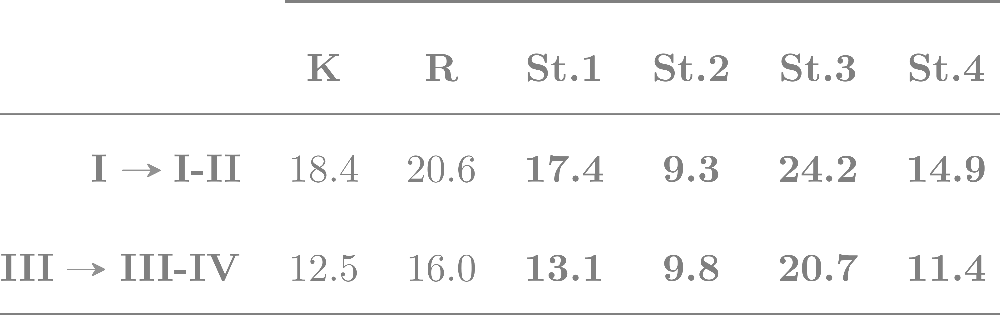 K R St.1 St.2 St.3 St.4
I → I-II 18.4 20.6 17.4 9.3 24.2 14.9
III → III-IV 12.5 16.0 13.1 9.8 20.7 11.4